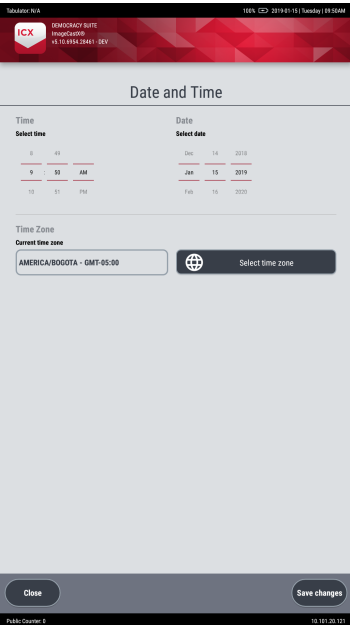 Tabulator: N/A 100% 2019-01-15 | Tuesday | 09:50AM
ICX
DEMOCRACY SUITE
ImageCastX®
v5.10.6954.28461 - DEV
Date and Time
Time
Select time
8 49
9 : 50 AM
10 51 PM
Date
Select date
Dec 14 2018
Jan 15 2019
Feb 16 2020
Time Zone
Current time zone
AMERICA/BOGOTA - GMT-05:00
Select time zone
Close
Save changes
Public Counter: 0 10.101.20.121